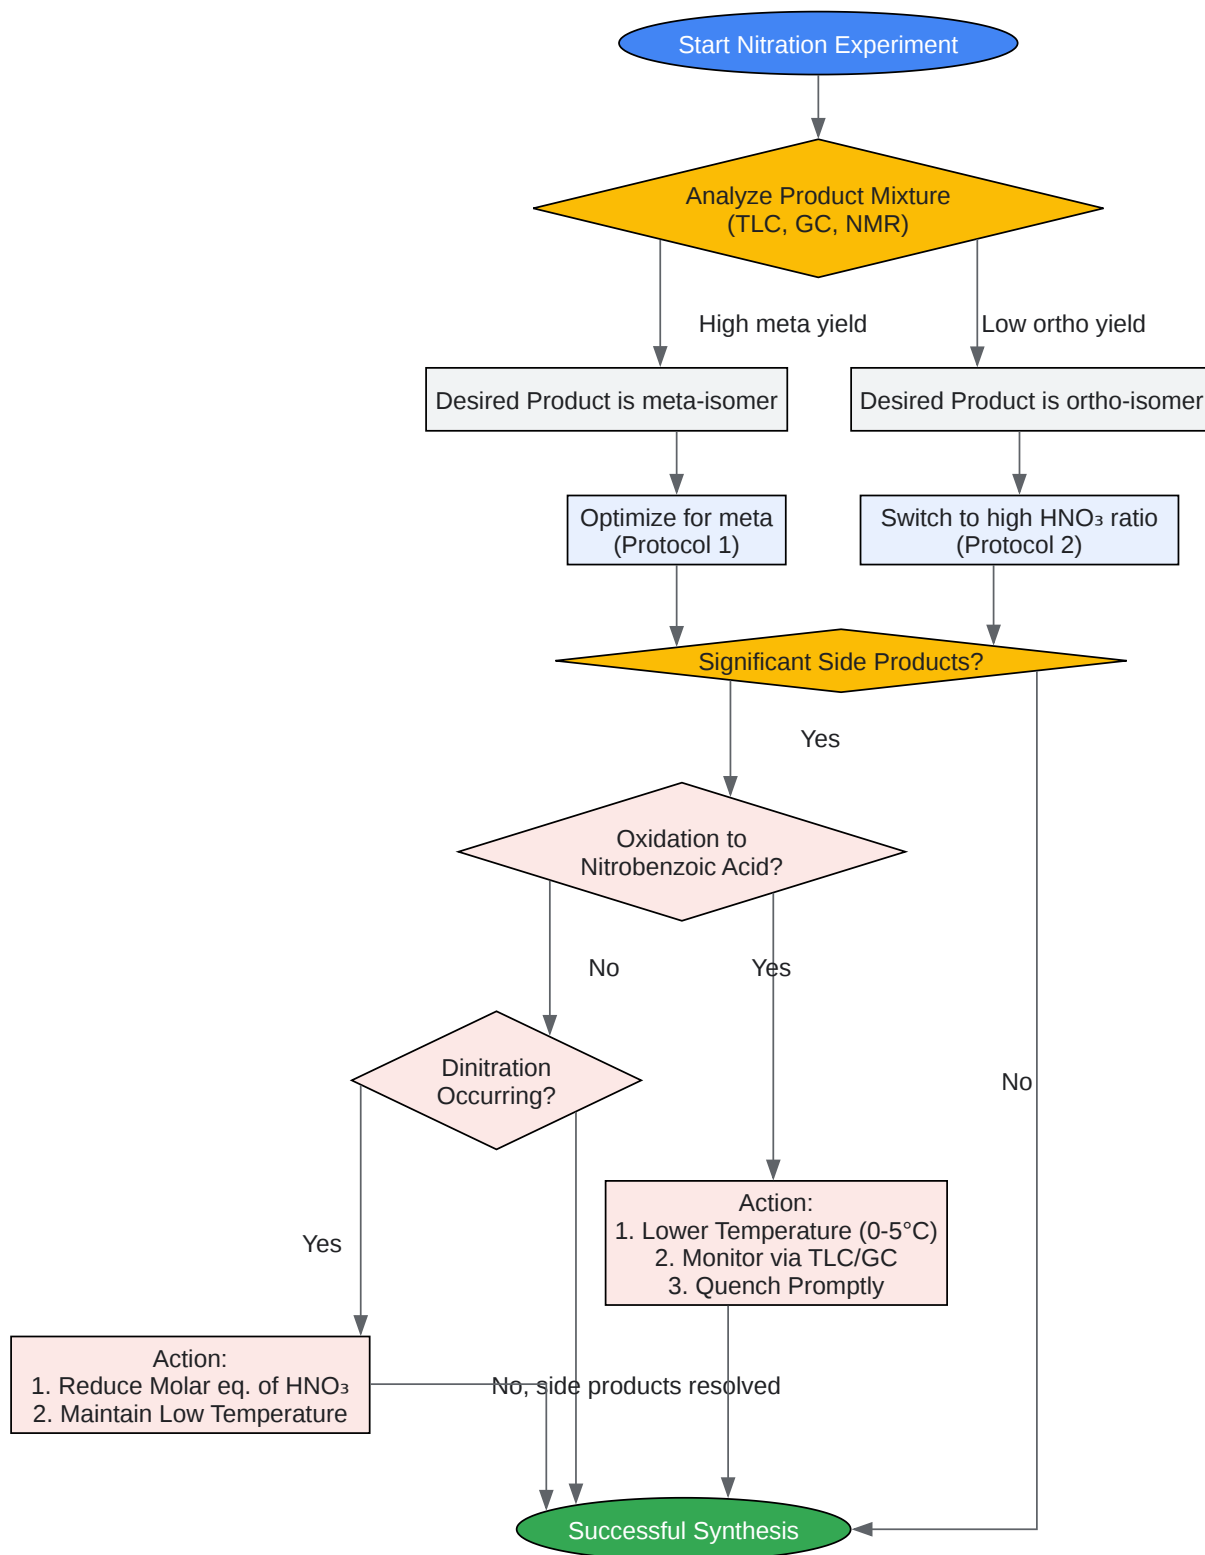 Start Nitration Experiment
Analyze Product Mixture
(TLC, GC, NMR)
High meta yield
Low ortho yield
Desired Product is meta-isomer
Desired Product is ortho-isomer
Optimize for meta
(Protocol 1)
Switch to high HNO₃ ratio
(Protocol 2)
Significant Side Products?
Yes
Oxidation to
Nitrobenzoic Acid?
No
Yes
Dinitration
Occurring?
No
Action:
1. Lower Temperature (0-5°C)
2. Monitor via TLC/GC
3. Quench Promptly
Yes
Action:
1. Reduce Molar eq. of HNO₃
2. Maintain Low Temperature
No, side products resolved
Successful Synthesis